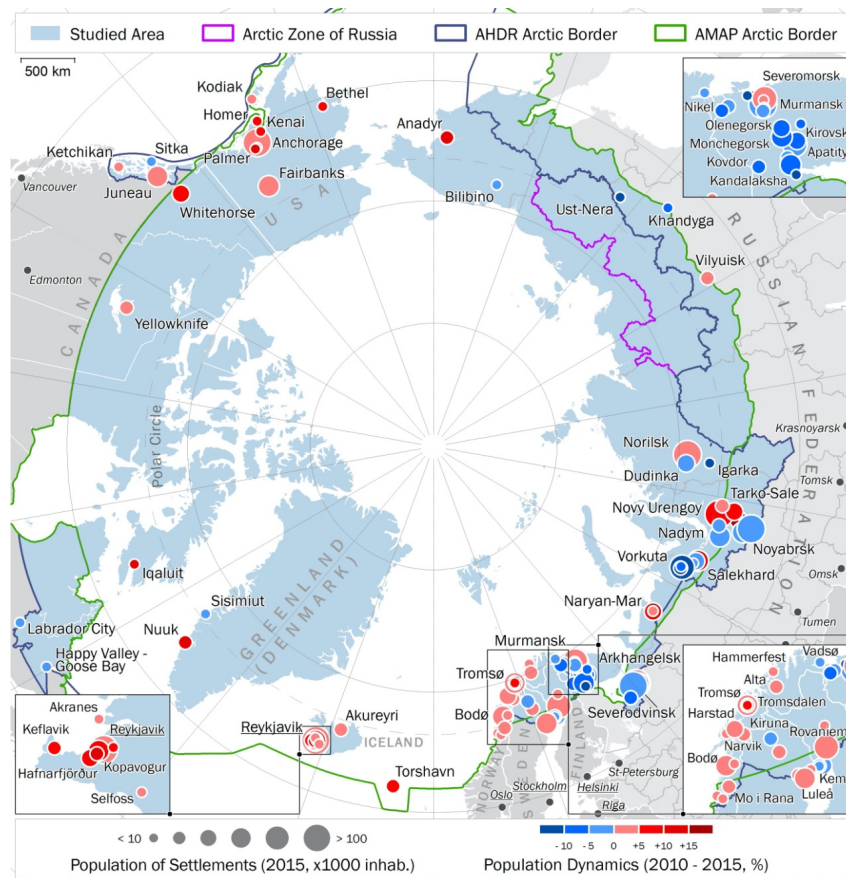 Studied Area
Arctic Zone of Russia
AHDR Arctic Border
AMAP Arctic Border
500 km
Kodiak
Bethel
Homer
Kenai
Anchorage
Palmer
Fairbanks
Sitka
Ketchikan
Juneau
Whitehorse
Vancouver
USA
Anadyr
Bilibino
Ust-Nera
Khandyga
Vilyuisk
RUSSIAN FEDERATION
Severomorsk
Nikel
Murmansk
Olenegorsk
Kirovsk
Monchegorsk
Apatity
Kovdor
Kandalaksha
Edmonton
CANADA
Yellowknife
Polar Circle
Norilsk
Dudinka
Igarka
Krasnoyarsk
Tomsk
Tarko-Sale
Novy Urengoy
Nadym
Noyabrsk
Vorkuta
Salekhard
Omsk
Naryan-Mar
Tumen
Iqaluit
Sisimiut
GREENLAND
(DENMARK)
Nuuk
Labrador City
Happy Valley -
Goose Bay
Murmansk
Arkhangelsk
Tromsø
Bodø
Severodvinsk
Akranes
Keflavik
Reykjavik
Kopavogur
Hafnarfjörður
Selfoss
Reykjavik
Akureyri
ICELAND
Torshavn
NORWAY
SWEDEN
FINLAND
Oslo
Stockholm
Helsinki
Riga
St-Petersburg
Hammerfest
Vadsø
Alta
Tromsø
Tromsdalen
Harstad
Kiruna
Rovaniem
Narvik
Bodø
Kem
Luleå
Mo i Rana
< 10
> 100
Population of Settlements (2015, x1000 inhab.)
-10 -5 0 +5 +10 +15
Population Dynamics (2010 - 2015, %)